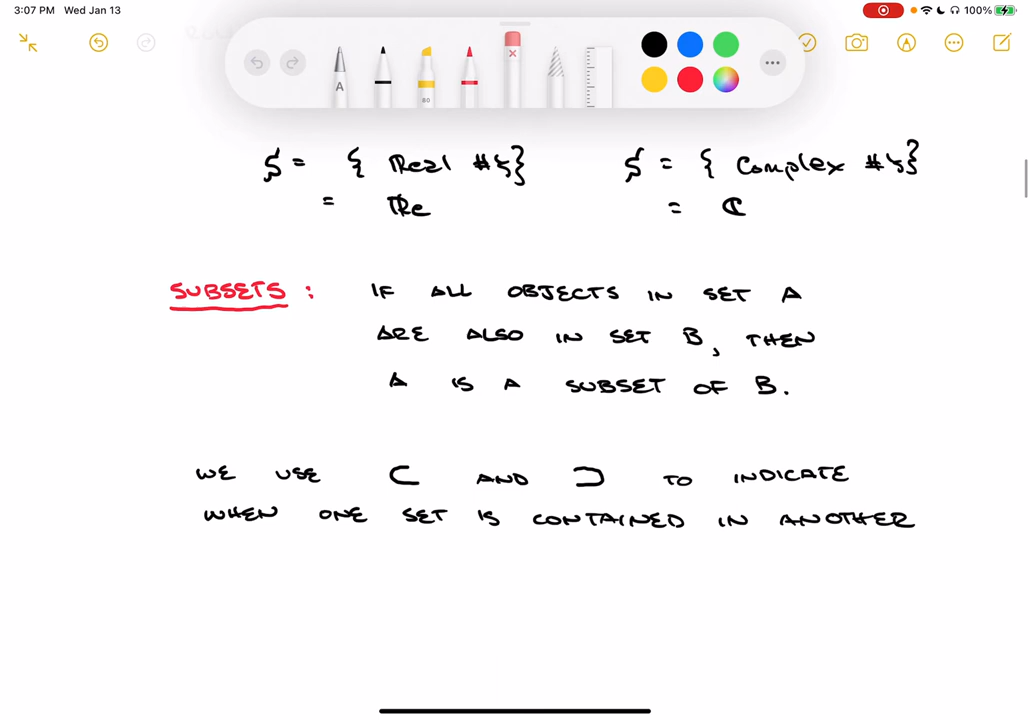 3:07 PM Wed Jan 13
100%
A
80
S = { Real #s} S = { Complex #s}
= ℝe = ℂ
SUBSETS : IF ALL OBJECTS IN SET A
ARE ALSO IN SET B, THEN
A IS A SUBSET OF B.
WE USE ⊂ AND ⊃ TO INDICATE
WHEN ONE SET IS CONTAINED IN ANOTHER